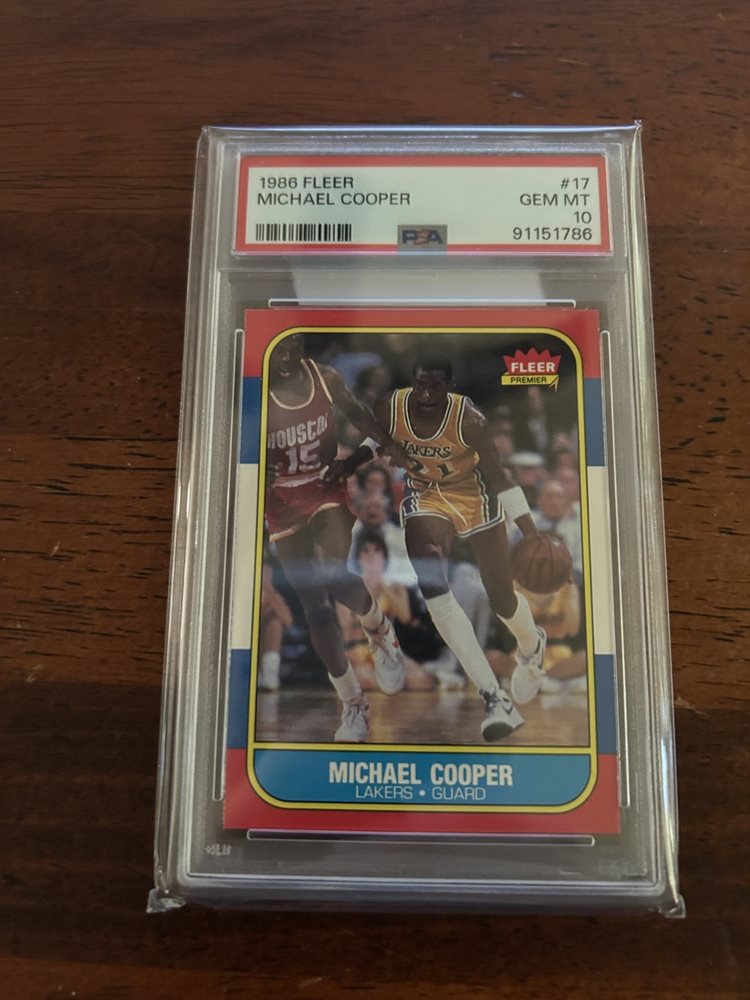 1986 FLEER #17
MICHAEL COOPER GEM MT
10
PSA 91151786
FLEER
PREMIER
HOUSTON
15
LAKERS
21
MICHAEL COOPER
LAKERS • GUARD